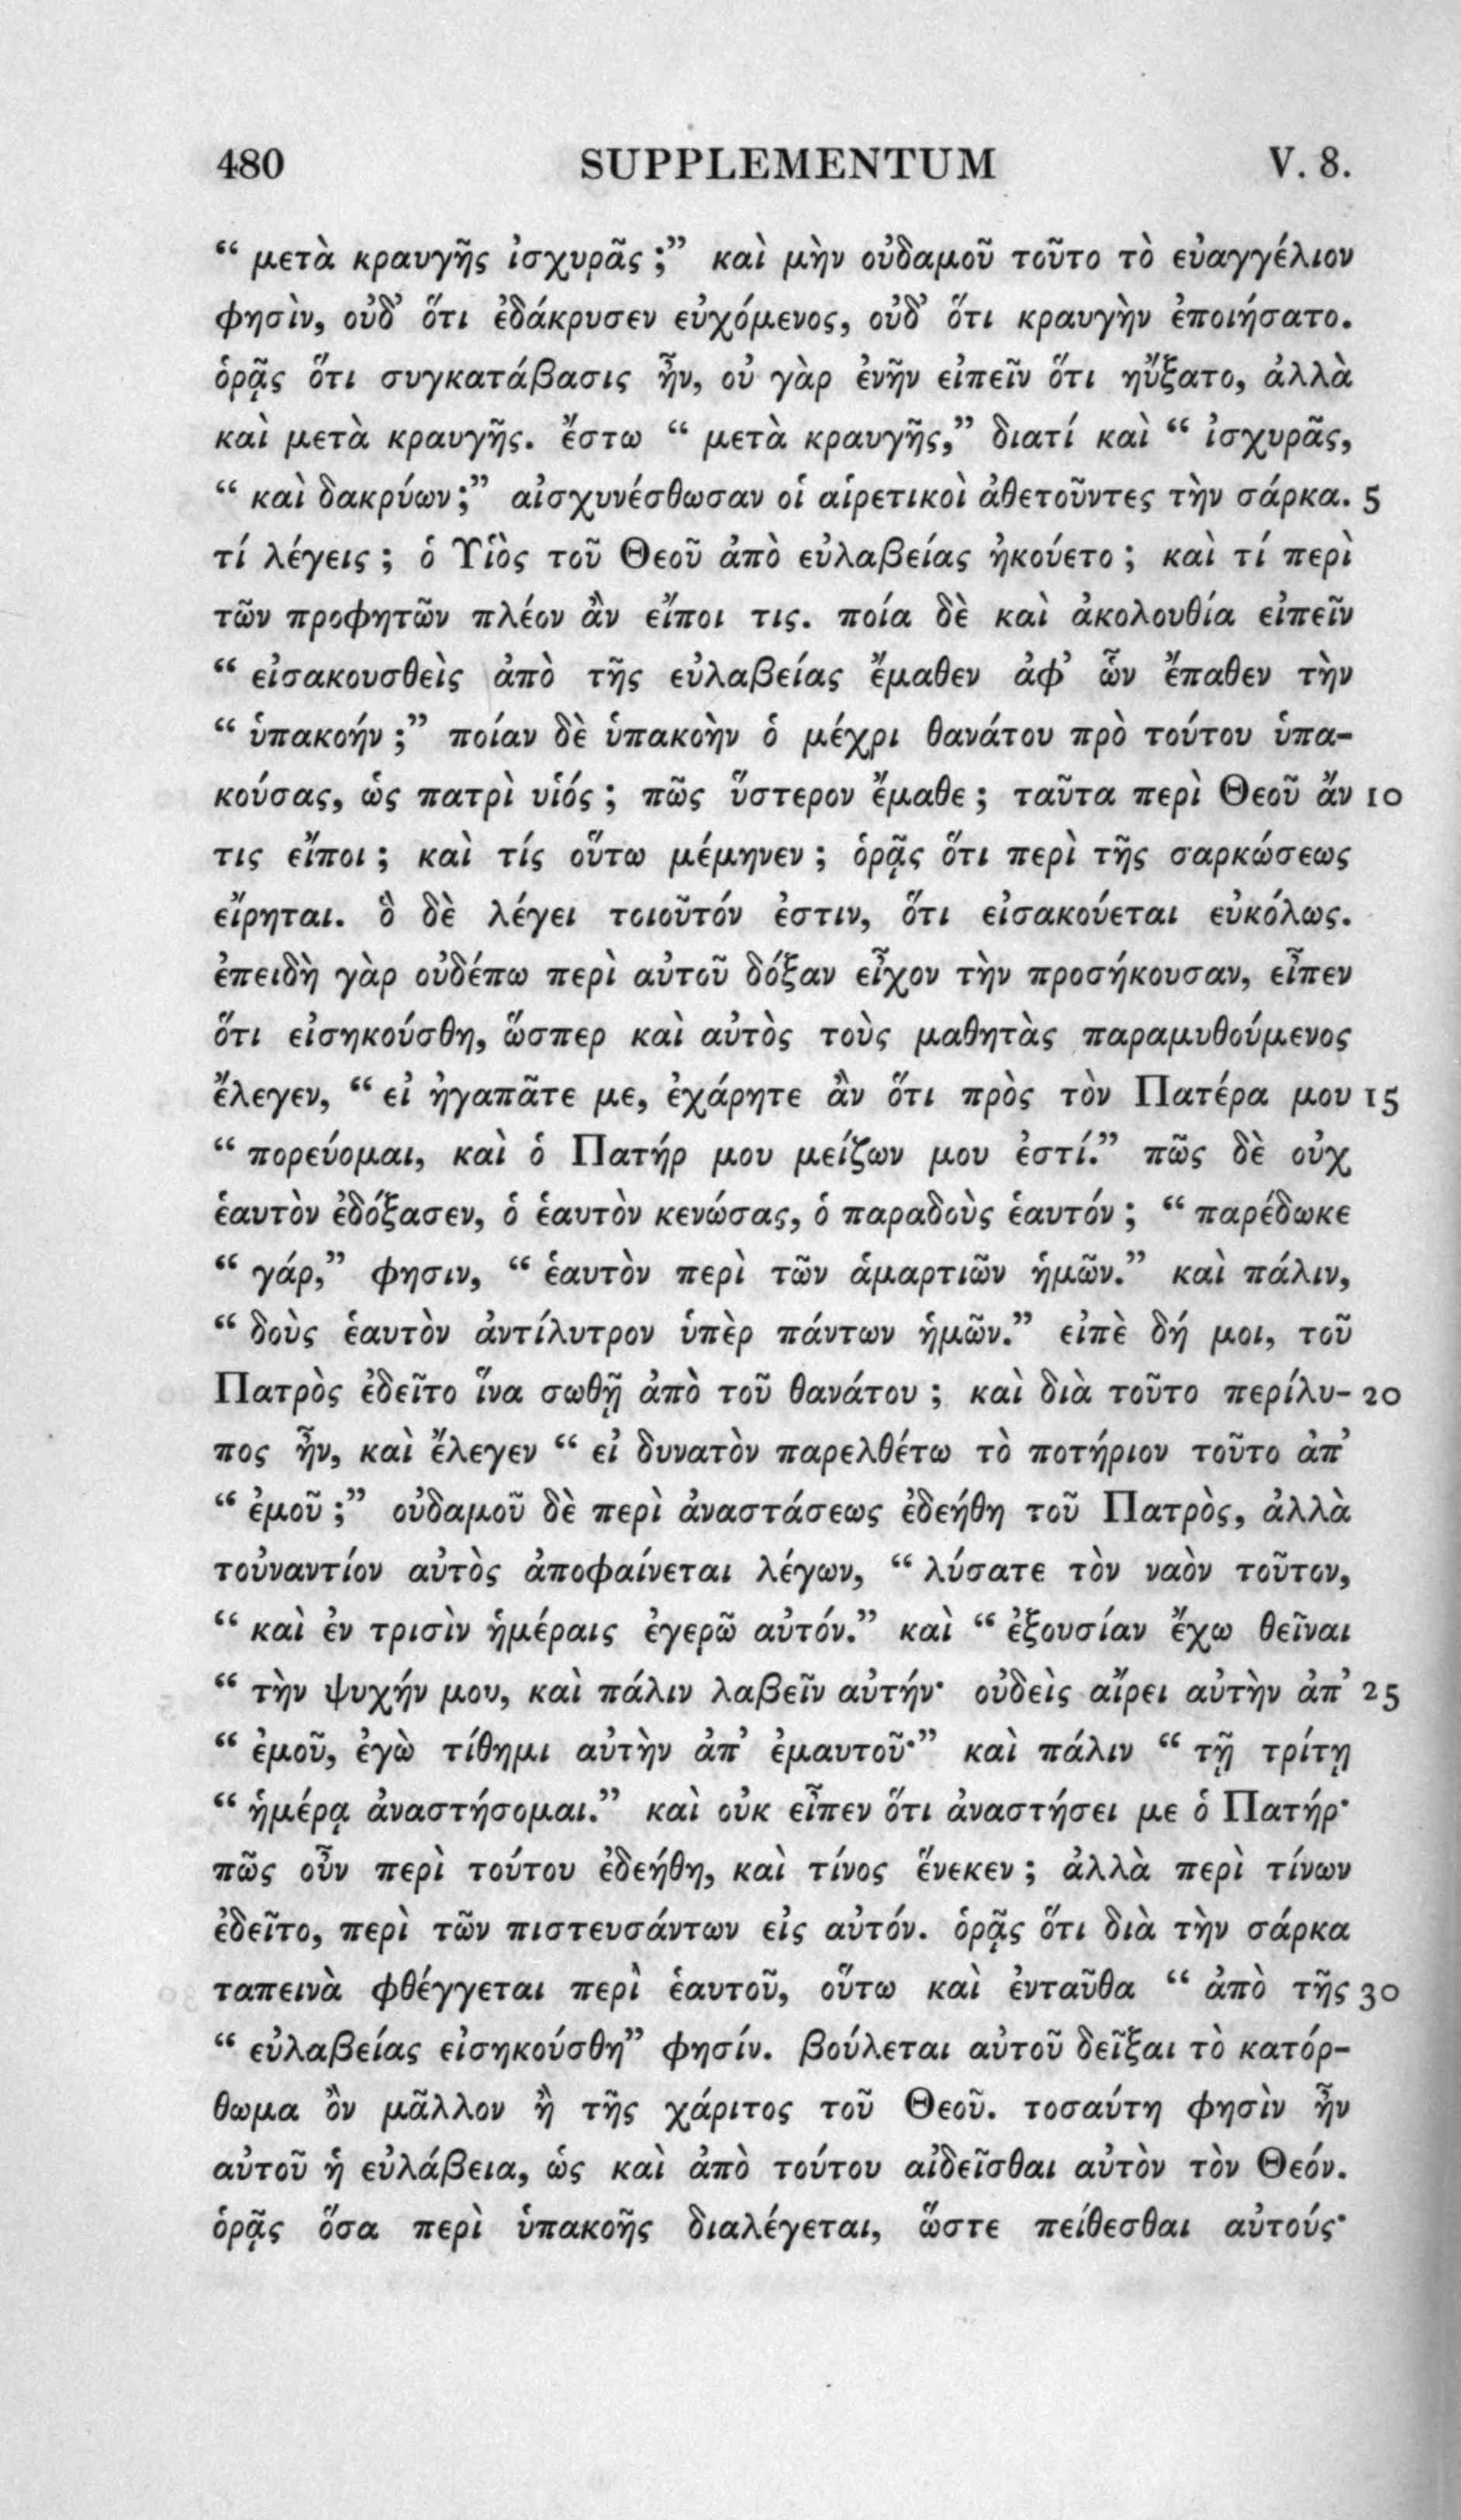 480 SUPPLEMENTUM V. 8.
“ μετὰ κραυγῆς ἰσχυρᾶς ;” καὶ μὴν οὐδαμοῦ τοῦτο τὸ εὐαγγέλιον
φησὶν, οὐδ’ ὅτι ἐδάκρυσεν εὐχόμενος, οὐδ’ ὅτι κραυγὴν ἐποιήσατο.
ὁρᾷς ὅτι συγκατάβασις ἦν, οὐ γὰρ ἐνῆν εἰπεῖν ὅτι ηὔξατο, ἀλλὰ
καὶ μετὰ κραυγῆς. ἔστω “ μετὰ κραυγῆς,” διατί καὶ “ ἰσχυρᾶς,
“ καὶ δακρύων ;” αἰσχυνέσθωσαν οἱ αἱρετικοὶ ἀθετοῦντες τὴν σάρκα. 5
τί λέγεις ; ὁ Υἱὸς τοῦ Θεοῦ ἀπὸ εὐλαβείας ἠκούετο ; καὶ τί περὶ
τῶν προφητῶν πλέον ἂν εἴποι τις. ποία δὲ καὶ ἀκολουθία εἰπεῖν
“ εἰσακουσθεὶς ἀπὸ τῆς εὐλαβείας ἔμαθεν ἀφ’ ὧν ἔπαθεν τὴν
“ ὑπακοήν ;” ποίαν δὲ ὑπακοὴν ὁ μέχρι θανάτου πρὸ τούτου ὑπα-
κούσας, ὡς πατρὶ υἱός ; πῶς ὕστερον ἔμαθε ; ταῦτα περὶ Θεοῦ ἄν 10
τις εἴποι ; καὶ τίς οὕτω μέμηνεν ; ὁρᾷς ὅτι περὶ τῆς σαρκώσεως
εἴρηται. ὃ δὲ λέγει τοιοῦτόν ἐστιν, ὅτι εἰσακούεται εὐκόλως.
ἐπειδὴ γὰρ οὐδέπω περὶ αὐτοῦ δόξαν εἶχον τὴν προσήκουσαν, εἶπεν
ὅτι εἰσηκούσθη, ὥσπερ καὶ αὐτὸς τοὺς μαθητὰς παραμυθούμενος
ἔλεγεν, “ εἰ ἠγαπᾶτε με, ἐχάρητε ἂν ὅτι πρὸς τὸν Πατέρα μου 15
“ πορεύομαι, καὶ ὁ Πατήρ μου μείζων μου ἐστί.” πῶς δὲ οὐχ
ἑαυτὸν ἐδόξασεν, ὁ ἑαυτὸν κενώσας, ὁ παραδοὺς ἑαυτόν ; “ παρέδωκε
“ γάρ,” φησιν, “ ἑαυτὸν περὶ τῶν ἁμαρτιῶν ἡμῶν.” καὶ πάλιν,
“ δοὺς ἑαυτὸν ἀντίλυτρον ὑπὲρ πάντων ἡμῶν.” εἰπὲ δή μοι, τοῦ
Πατρὸς ἐδεῖτο ἵνα σωθῇ ἀπὸ τοῦ θανάτου ; καὶ διὰ τοῦτο περίλυ- 20
πος ἦν, καὶ ἔλεγεν “ εἰ δυνατὸν παρελθέτω τὸ ποτήριον τοῦτο ἀπ’
“ ἐμοῦ ;” οὐδαμοῦ δὲ περὶ ἀναστάσεως ἐδεήθη τοῦ Πατρὸς, ἀλλὰ
τοὐναντίον αὐτὸς ἀποφαίνεται λέγων, “ λύσατε τὸν ναὸν τοῦτον,
“ καὶ ἐν τρισὶν ἡμέραις ἐγερῶ αὐτόν.” καὶ “ ἐξουσίαν ἔχω θεῖναι
“ τὴν ψυχήν μου, καὶ πάλιν λαβεῖν αὐτήν· οὐδεὶς αἴρει αὐτὴν ἀπ’ 25
“ ἐμοῦ, ἐγὼ τίθημι αὐτὴν ἀπ’ ἐμαυτοῦ·” καὶ πάλιν “ τῇ τρίτῃ
“ ἡμέρᾳ ἀναστήσομαι.” καὶ οὐκ εἶπεν ὅτι ἀναστήσει με ὁ Πατήρ·
πῶς οὖν περὶ τούτου ἐδεήθη, καὶ τίνος ἕνεκεν ; ἀλλὰ περὶ τίνων
ἐδεῖτο, περὶ τῶν πιστευσάντων εἰς αὐτόν. ὁρᾷς ὅτι διὰ τὴν σάρκα
ταπεινὰ φθέγγεται περὶ ἑαυτοῦ, οὕτω καὶ ἐνταῦθα “ ἀπὸ τῆς 30
“ εὐλαβείας εἰσηκούσθη” φησίν. βούλεται αὐτοῦ δεῖξαι τὸ κατόρ-
θωμα ὂν μᾶλλον ἢ τῆς χάριτος τοῦ Θεοῦ. τοσαύτη φησὶν ἦν
αὐτοῦ ἡ εὐλάβεια, ὡς καὶ ἀπὸ τούτου αἰδεῖσθαι αὐτὸν τὸν Θεόν.
ὁρᾷς ὅσα περὶ ὑπακοῆς διαλέγεται, ὥστε πείθεσθαι αὐτούς·